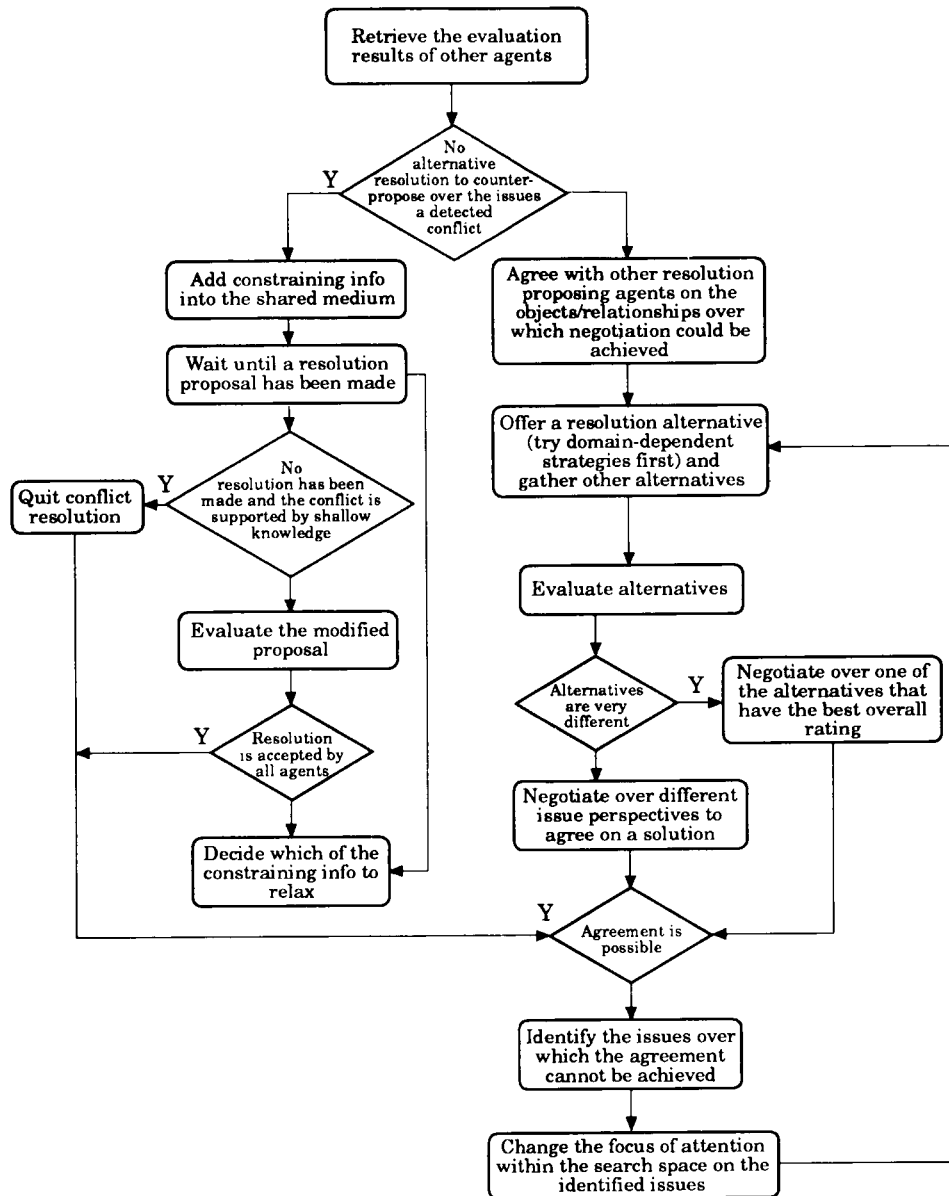 Retrieve the evaluation
results of other agents
No
alternative
resolution to counter-
propose over the issues
a detected
conflict
Y
Add constraining info
into the shared medium
Wait until a resolution
proposal has been made
No
resolution has been
made and the conflict is
supported by shallow
knowledge
Y
Quit conflict
resolution
Evaluate the modified
proposal
Resolution
is accepted by
all agents
Y
Decide which of the
constraining info to
relax
Agree with other resolution
proposing agents on the
objects/relationships over
which negotiation could be
achieved
Offer a resolution alternative
(try domain-dependent
strategies first) and
gather other alternatives
Evaluate alternatives
Alternatives
are very
different
Y
Negotiate over one of
the alternatives that
have the best overall
rating
Negotiate over different
issue perspectives to
agree on a solution
Y
Agreement is
possible
Identify the issues over
which the agreement
cannot be achieved
Change the focus of attention
within the search space on the
identified issues